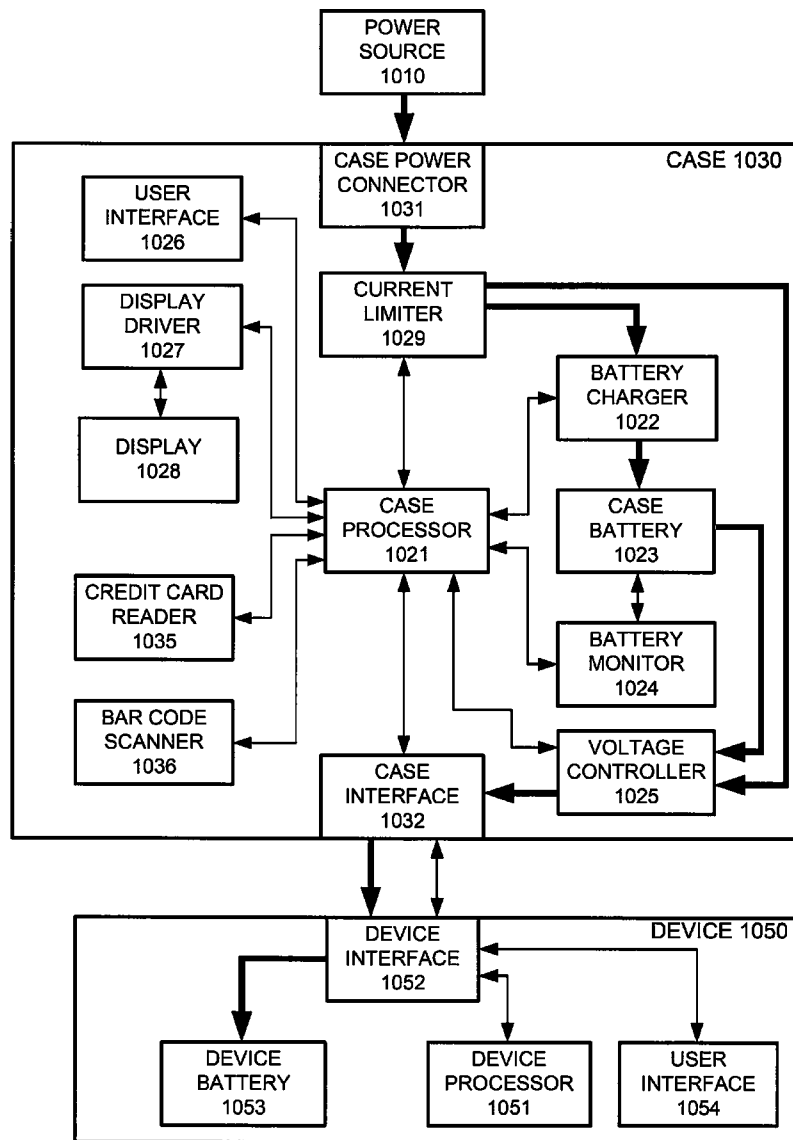 POWER
SOURCE
1010
CASE 1030
CASE POWER
CONNECTOR
1031
USER
INTERFACE
1026
CURRENT
LIMITER
1029
DISPLAY
DRIVER
1027
BATTERY
CHARGER
1022
DISPLAY
1028
CASE
PROCESSOR
1021
CASE
BATTERY
1023
CREDIT CARD
READER
1035
BATTERY
MONITOR
1024
BAR CODE
SCANNER
1036
VOLTAGE
CONTROLLER
1025
CASE
INTERFACE
1032
DEVICE 1050
DEVICE
INTERFACE
1052
DEVICE
BATTERY
1053
DEVICE
PROCESSOR
1051
USER
INTERFACE
1054